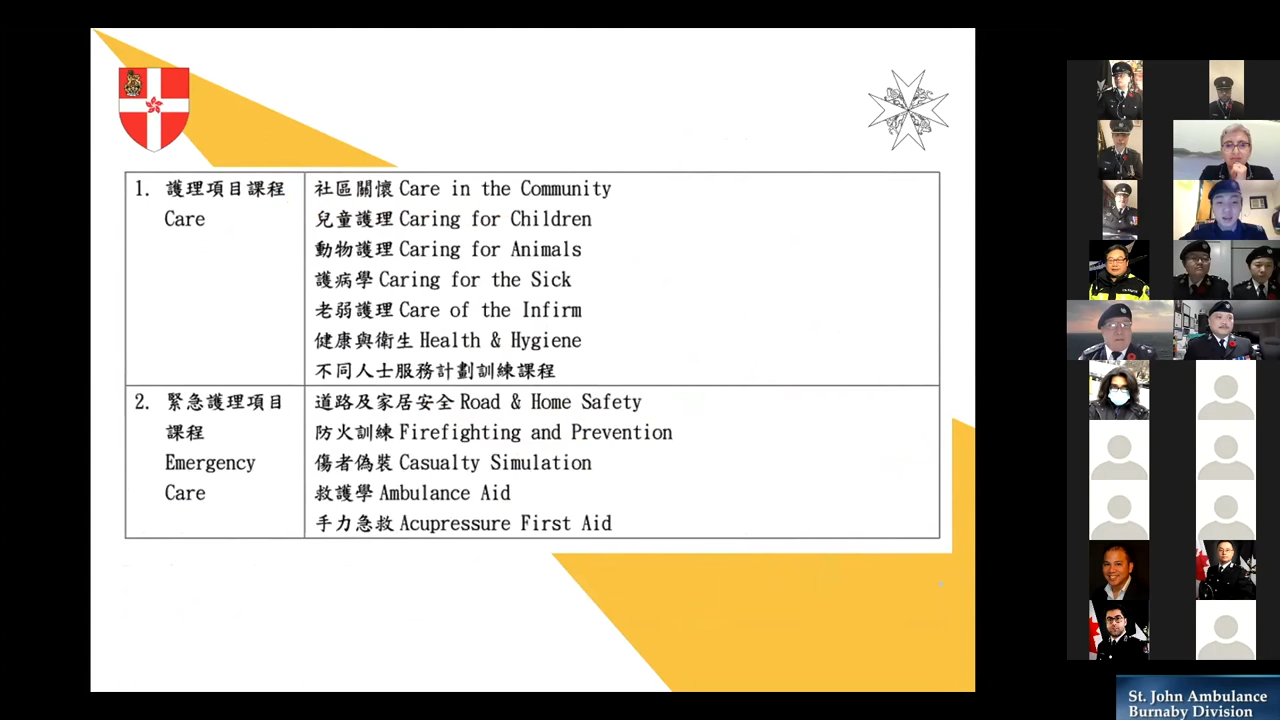 1. 護理項目課程
Care
社區關懷 Care in the Community
兒童護理 Caring for Children
動物護理 Caring for Animals
護病學 Caring for the Sick
老弱護理 Care of the Infirm
健康與衛生 Health & Hygiene
不同人士服務計劃訓練課程
2. 緊急護理項目
課程
Emergency
Care
道路及家居安全 Road & Home Safety
防火訓練 Firefighting and Prevention
傷者偽裝 Casualty Simulation
救護學 Ambulance Aid
手力急救 Acupressure First Aid
St. John Ambulance
Burnaby Division